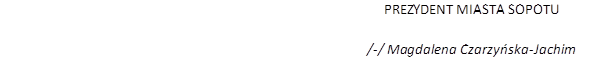 PREZYDENT MIASTA SOPOTU
/-/ Magdalena Czarzyńska-Jachim